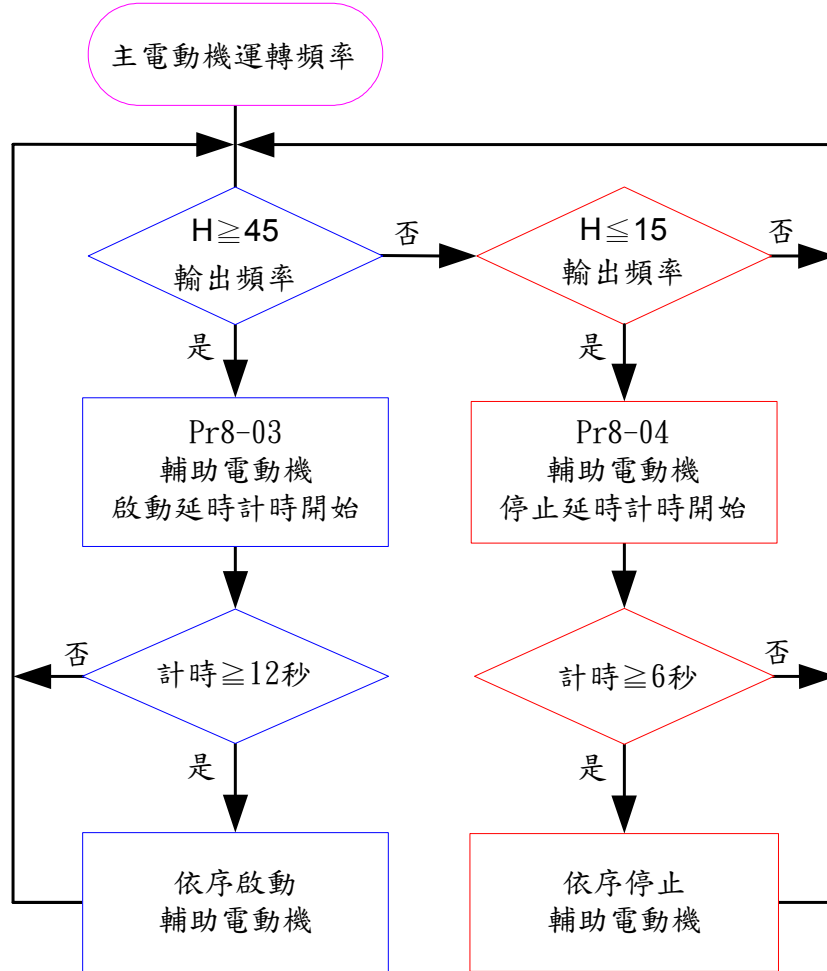 主電動機運轉頻率
H≧45
輸出頻率
否
H≦15
輸出頻率
否
是
是
Pr8-03
輔助電動機
啟動延時計時開始
Pr8-04
輔助電動機
停止延時計時開始
否
計時≧12秒
計時≧6秒
否
是
是
依序啟動
輔助電動機
依序停止
輔助電動機